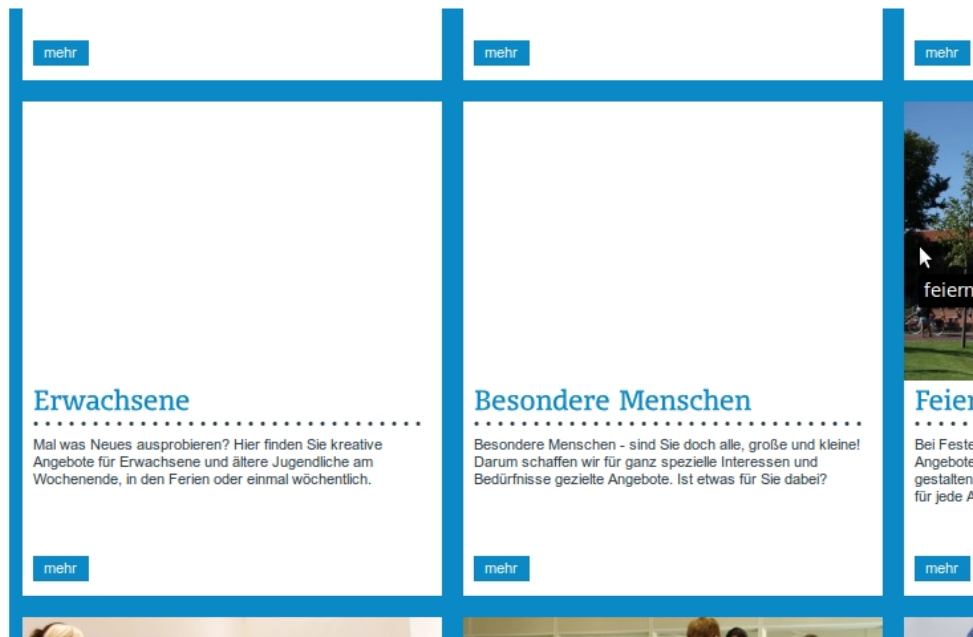 mehr
mehr
mehr
feiern
Erwachsene
Mal was Neues ausprobieren? Hier finden Sie kreative
Angebote für Erwachsene und ältere Jugendliche am
Wochenende, in den Ferien oder einmal wöchentlich.
mehr
Besondere Menschen
Besondere Menschen - sind Sie doch alle, große und kleine!
Darum schaffen wir für ganz spezielle Interessen und
Bedürfnisse gezielte Angebote. Ist etwas für Sie dabei?
mehr
Feier
Bei Feste
Angebote
gestalten
für jede A
mehr